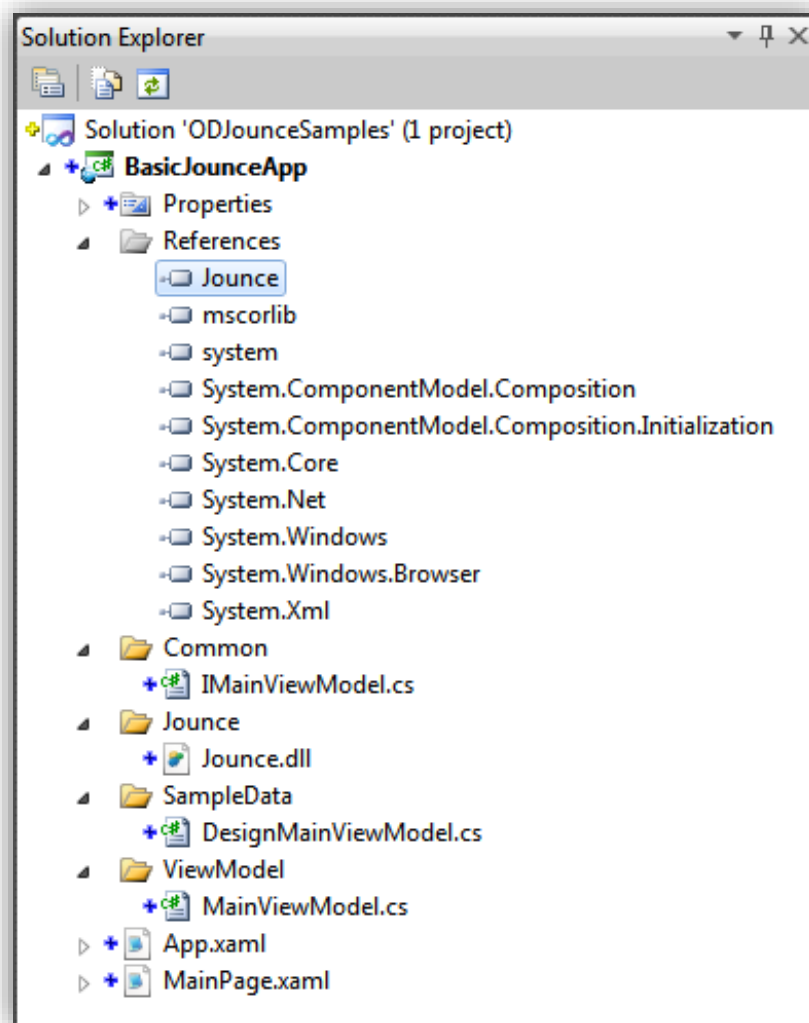 Solution Explorer
Solution 'ODJounceSamples' (1 project)
C# BasicJounceApp
Properties
References
Jounce
mscorlib
system
System.ComponentModel.Composition
System.ComponentModel.Composition.Initialization
System.Core
System.Net
System.Windows
System.Windows.Browser
System.Xml
Common
C# IMainViewModel.cs
Jounce
Jounce.dll
SampleData
C# DesignMainViewModel.cs
ViewModel
C# MainViewModel.cs
App.xaml
MainPage.xaml